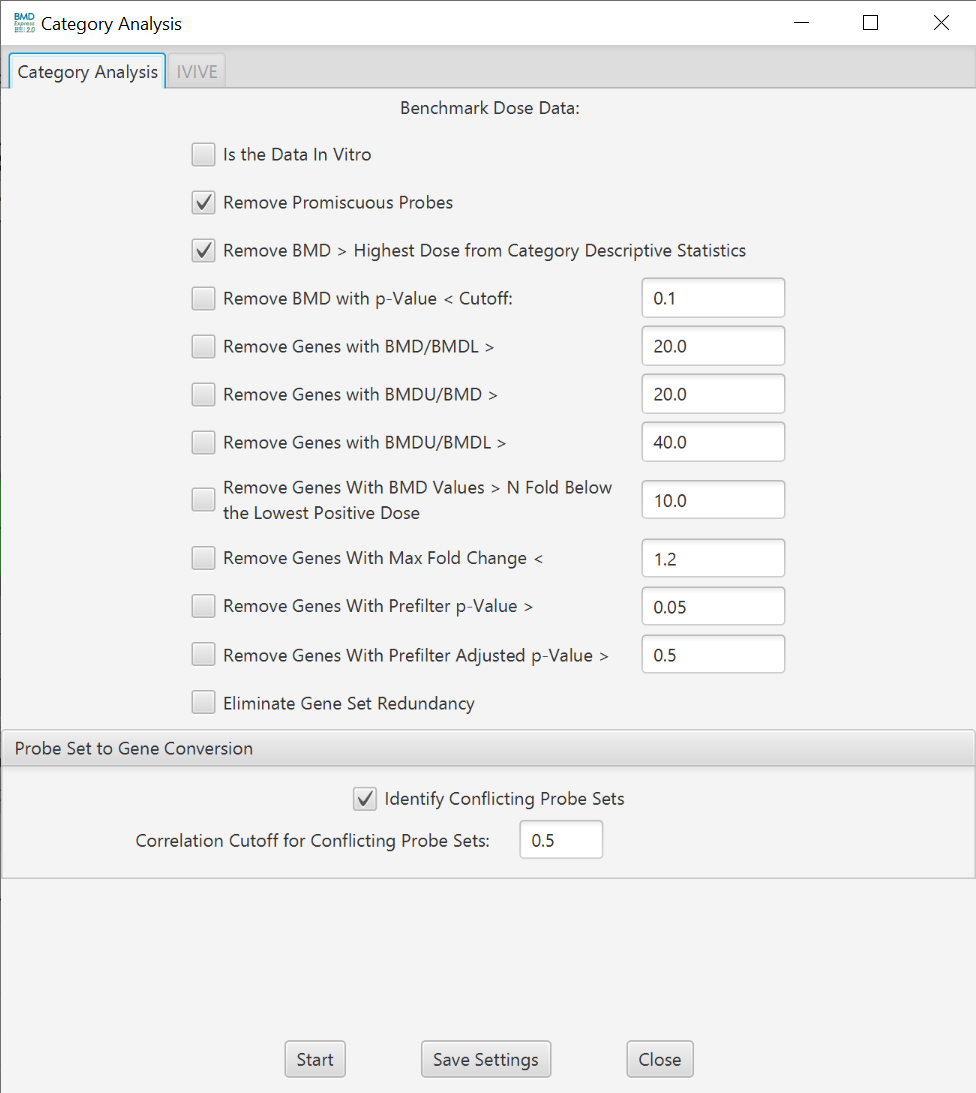 BMD
Express
2.0
Category Analysis
Category Analysis
IVIVE
Benchmark Dose Data:
Is the Data In Vitro
Remove Promiscuous Probes
Remove BMD > Highest Dose from Category Descriptive Statistics
Remove BMD with p-Value < Cutoff: 0.1
Remove Genes with BMD/BMDL > 20.0
Remove Genes with BMDU/BMD > 20.0
Remove Genes with BMDU/BMDL > 40.0
Remove Genes With BMD Values > N Fold Below
the Lowest Positive Dose
10.0
Remove Genes With Max Fold Change < 1.2
Remove Genes With Prefilter p-Value > 0.05
Remove Genes With Prefilter Adjusted p-Value > 0.5
Eliminate Gene Set Redundancy
Probe Set to Gene Conversion
Identify Conflicting Probe Sets
Correlation Cutoff for Conflicting Probe Sets: 0.5
Start Save Settings Close